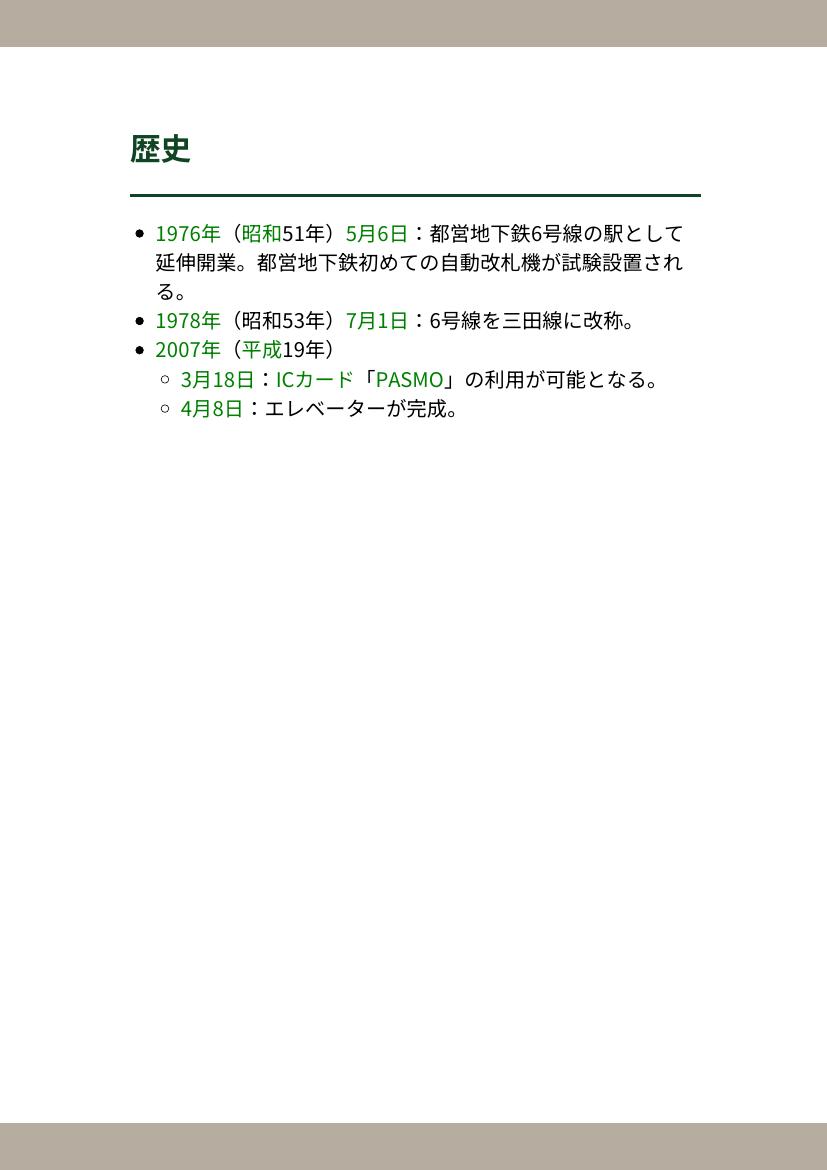 歴史
1976年（昭和51年）5月6日：都営地下鉄6号線の駅として
延伸開業。都営地下鉄初めての自動改札機が試験設置され
る。
1978年（昭和53年）7月1日：6号線を三田線に改称。
2007年（平成19年）
3月18日：ICカード「PASMO」の利用が可能となる。
4月8日：エレベーターが完成。